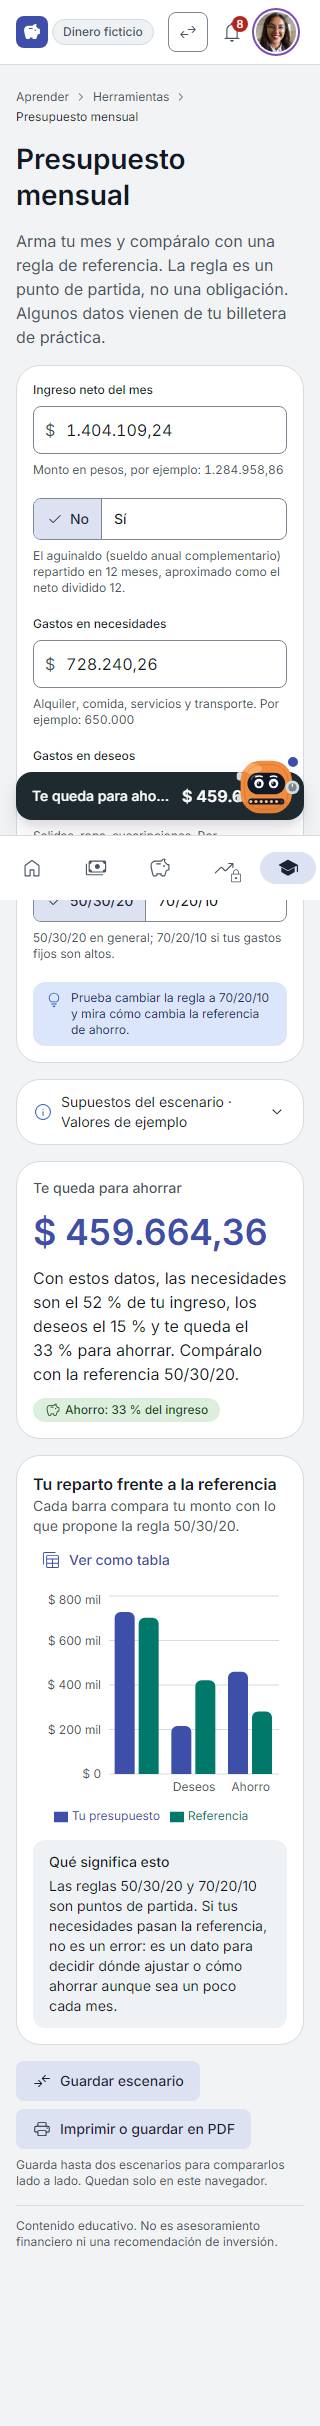 Dinero ficticio
8
Aprender > Herramientas >
Presupuesto mensual
Presupuesto
mensual
Arma tu mes y compáralo con una
regla de referencia. La regla es un
punto de partida, no una obligación.
Algunos datos vienen de tu billetera
de práctica.
Ingreso neto del mes
$ 1.404.109,24
Monto en pesos, por ejemplo: 1.284.958,86
No Sí
El aguinaldo (sueldo anual complementario)
repartido en 12 meses, aproximado como el
neto dividido 12.
Gastos en necesidades
$ 728.240,26
Alquiler, comida, servicios y transporte. Por
ejemplo: 650.000
Gastos en deseos
Te queda para aho... $ 459.6
50/30/20 70/20/10
50/30/20 en general; 70/20/10 si tus gastos
fijos son altos.
Prueba cambiar la regla a 70/20/10
y mira cómo cambia la referencia
de ahorro.
Supuestos del escenario ·
Valores de ejemplo
Te queda para ahorrar
$ 459.664,36
Con estos datos, las necesidades
son el 52 % de tu ingreso, los
deseos el 15 % y te queda el
33 % para ahorrar. Compáralo
con la referencia 50/30/20.
Ahorro: 33 % del ingreso
Tu reparto frente a la referencia
Cada barra compara tu monto con lo
que propone la regla 50/30/20.
Ver como tabla
$ 800 mil
$ 600 mil
$ 400 mil
$ 200 mil
$ 0
Deseos Ahorro
Tu presupuesto Referencia
Qué significa esto
Las reglas 50/30/20 y 70/20/10
son puntos de partida. Si tus
necesidades pasan la referencia,
no es un error: es un dato para
decidir dónde ajustar o cómo
ahorrar aunque sea un poco
cada mes.
Guardar escenario
Imprimir o guardar en PDF
Guarda hasta dos escenarios para compararlos
lado a lado. Quedan solo en este navegador.
Contenido educativo. No es asesoramiento
financiero ni una recomendación de inversión.